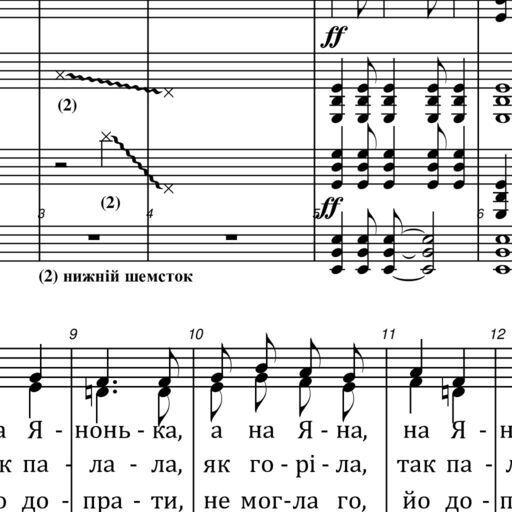 ff
(2)
(2)
ff
3 4 5 6
(2) нижній шемсток
9 10 11 12
а Я - нонь - ка, а на Я - на, на Я - н
к па - ла - ла, як го - рі - ла, так па - л
о до - пра - ти, не мог-ла го, йо до - п